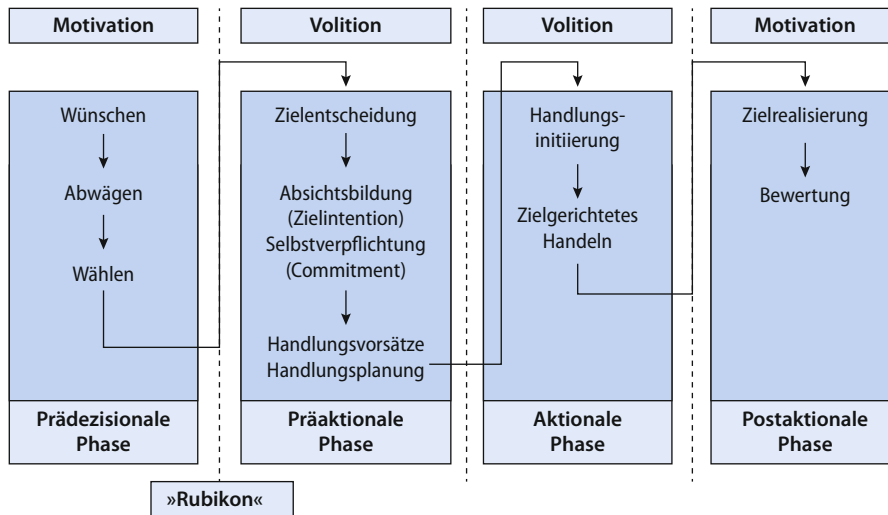 Motivation
Volition
Volition
Motivation
Wünschen
Abwägen
Wählen
Prädezisionale
Phase
Zielentscheidung
Absichtsbildung
(Zielintention)
Selbstverpflichtung
(Commitment)
Handlungsvorsätze
Handlungsplanung
Präaktionale
Phase
Handlungs-
initiierung
Zielgerichtetes
Handeln
Aktionale
Phase
Zielrealisierung
Bewertung
Postaktionale
Phase
»Rubikon«